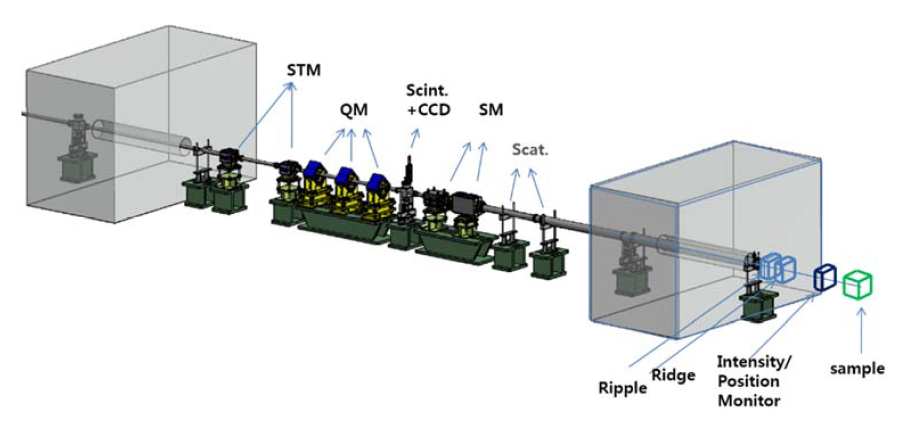 STM
QM
Scint.
+CCD
SM
Scat.
Ripple
Ridge
Intensity/
Position
Monitor
sample